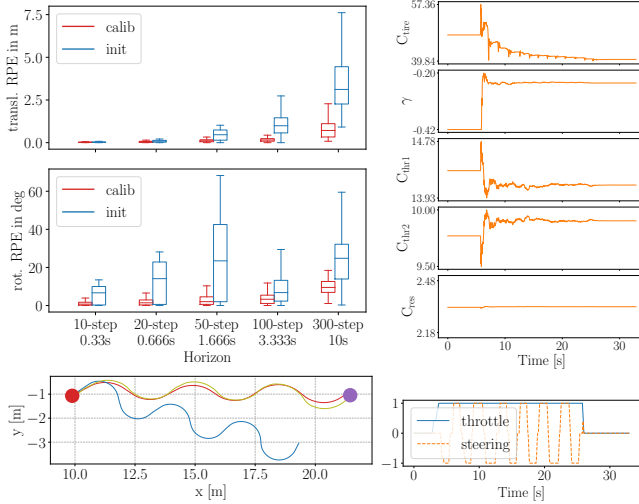 transl. RPE in m
7.5
5.0
2.5
0.0
calib
init
rot. RPE in deg
60
40
20
0
calib
init
10-step 20-step 50-step 100-step 300-step
0.33s 0.666s 1.666s 3.333s 10s
Horizon
C_tire
57.36
39.84
γ
-0.20
-0.42
C_thr1
14.78
13.93
C_thr2
10.00
9.50
C_res
2.48
2.18
0 10 20 30
Time [s]
y [m]
−1
−2
−3
10.0 12.5 15.0 17.5 20.0
x [m]
1
0
−1
throttle
steering
0 10 20 30
Time [s]